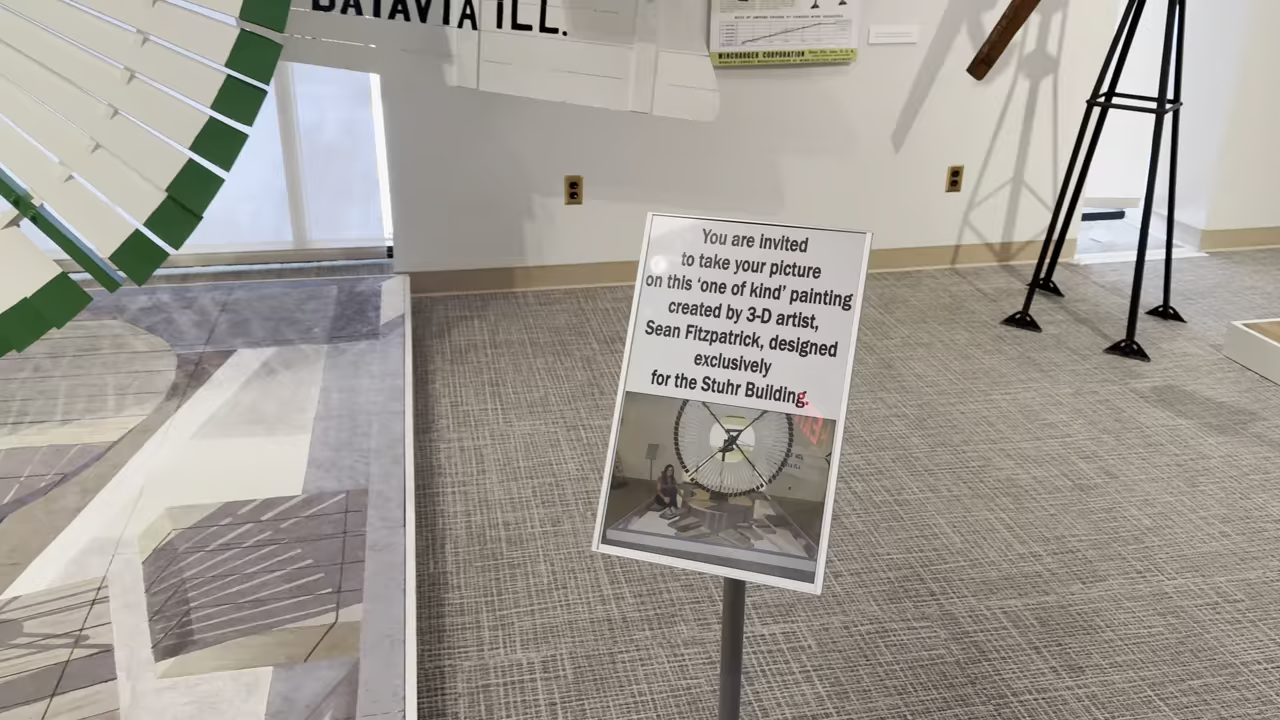 BATAVIA ILL.
WINCHARGER CORPORATION
You are invited
to take your picture
on this 'one of kind' painting
created by 3-D artist,
Sean Fitzpatrick, designed
exclusively
for the Stuhr Building.